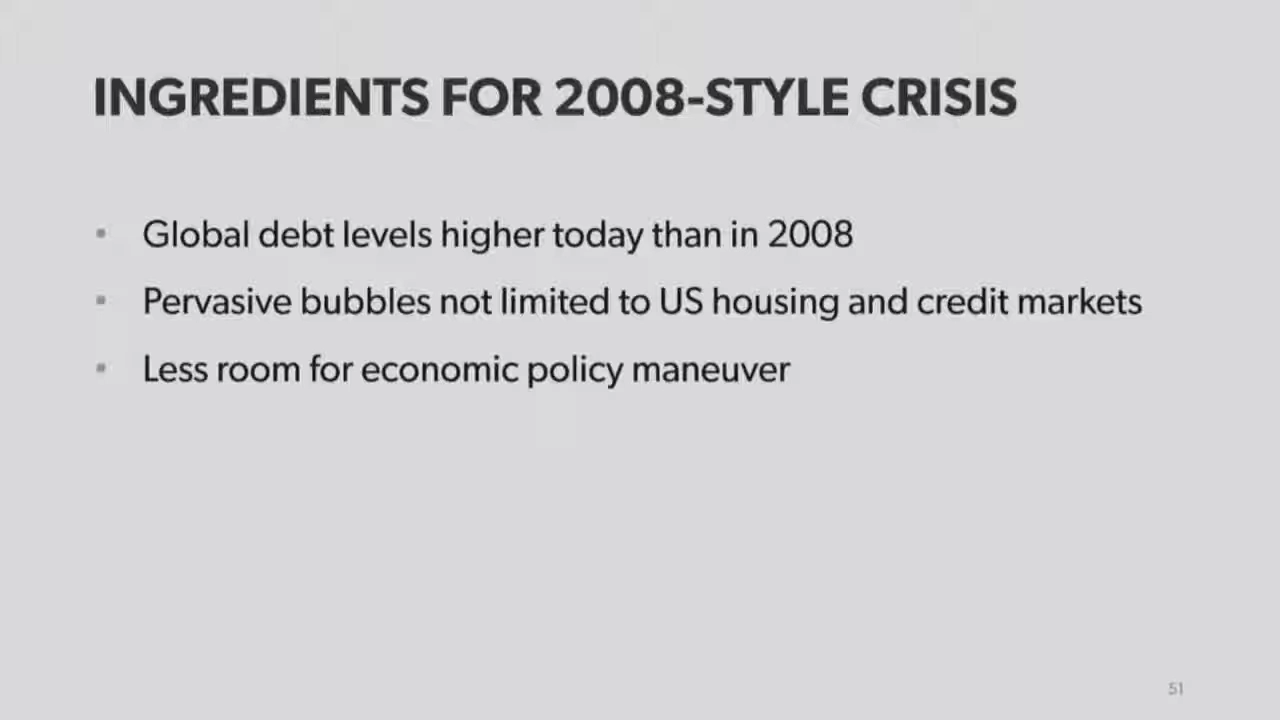 INGREDIENTS FOR 2008-STYLE CRISIS
Global debt levels higher today than in 2008
Pervasive bubbles not limited to US housing and credit markets
Less room for economic policy maneuver
51